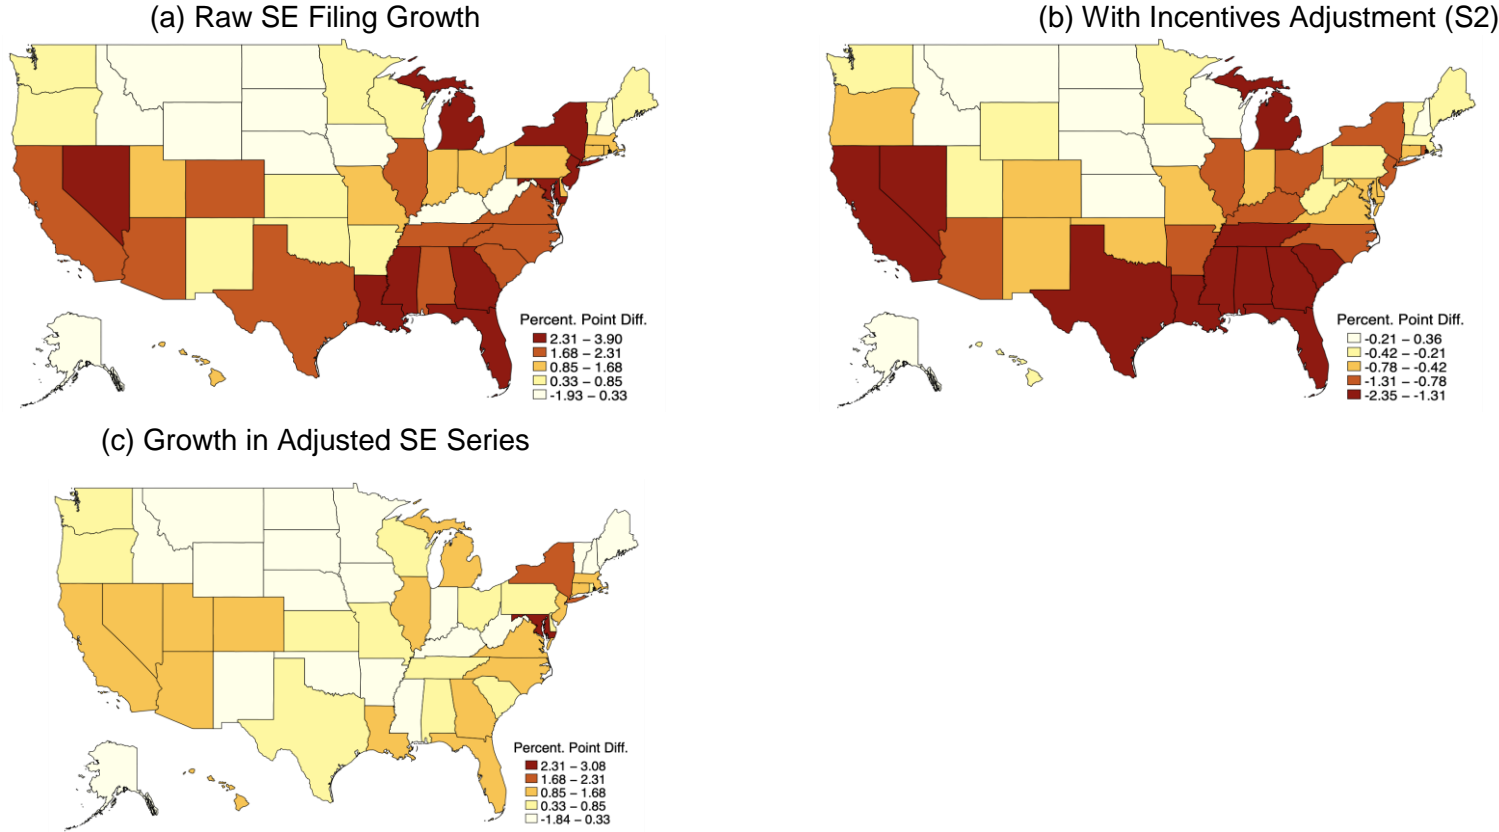 (a) Raw SE Filing Growth
Percent. Point Diff.
2.31 – 3.90
1.68 – 2.31
0.85 – 1.68
0.33 – 0.85
-1.93 – 0.33
(b) With Incentives Adjustment (S2)
Percent. Point Diff.
-0.21 – 0.36
-0.42 – -0.21
-0.78 – -0.42
-1.31 – -0.78
-2.35 – -1.31
(c) Growth in Adjusted SE Series
Percent. Point Diff.
2.31 – 3.08
1.68 – 2.31
0.85 – 1.68
0.33 – 0.85
-1.84 – 0.33